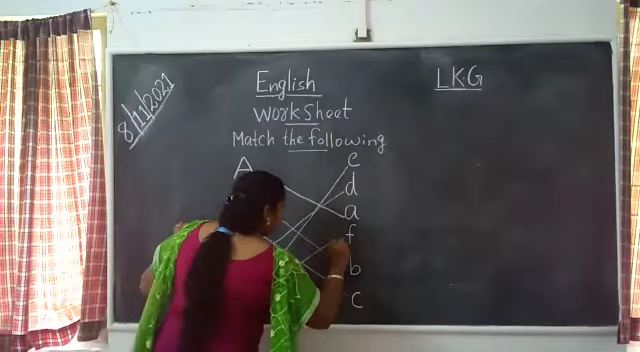 8/11/2021
English
LKG
Worksheet
Match the following
A e
d
a
f
b
c